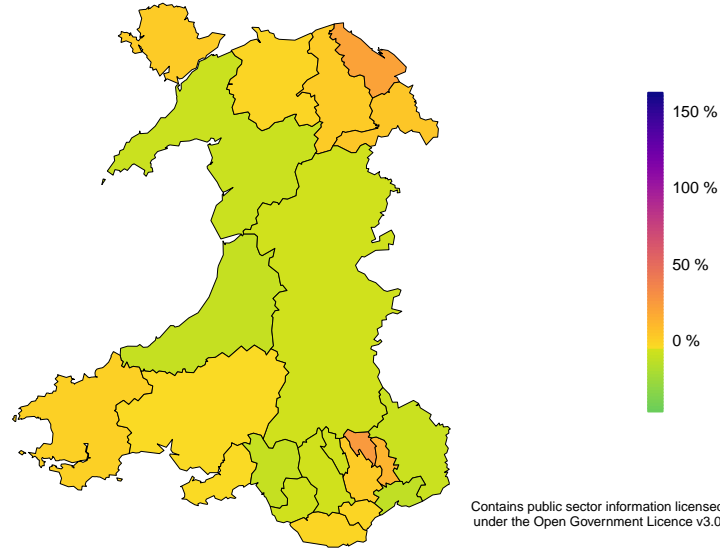 150 %
100 %
50 %
0 %
Contains public sector information licensed
under the Open Government Licence v3.0